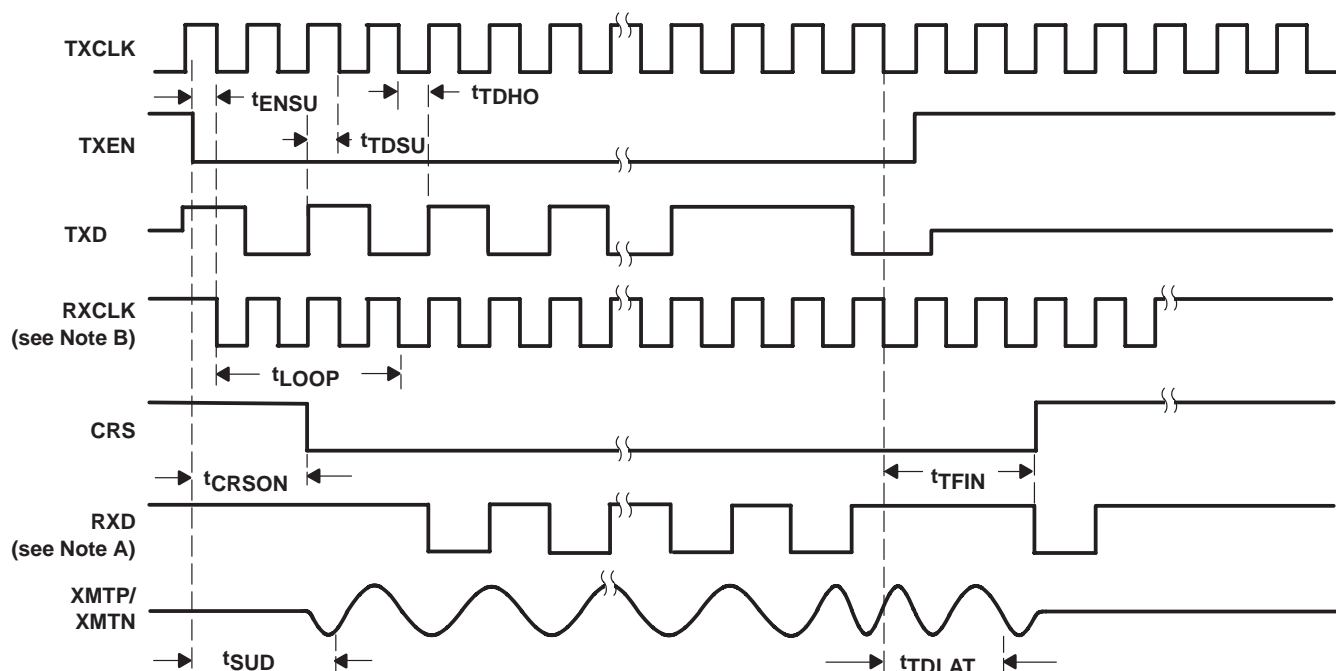 TXCLK
tENSU
tTDHO
TXEN
tTDSU
TXD
RXCLK
(see Note B)
tLOOP
CRS
tCRSON
tTFIN
RXD
(see Note A)
XMTP/
XMTN
tSUD
tTDLAT